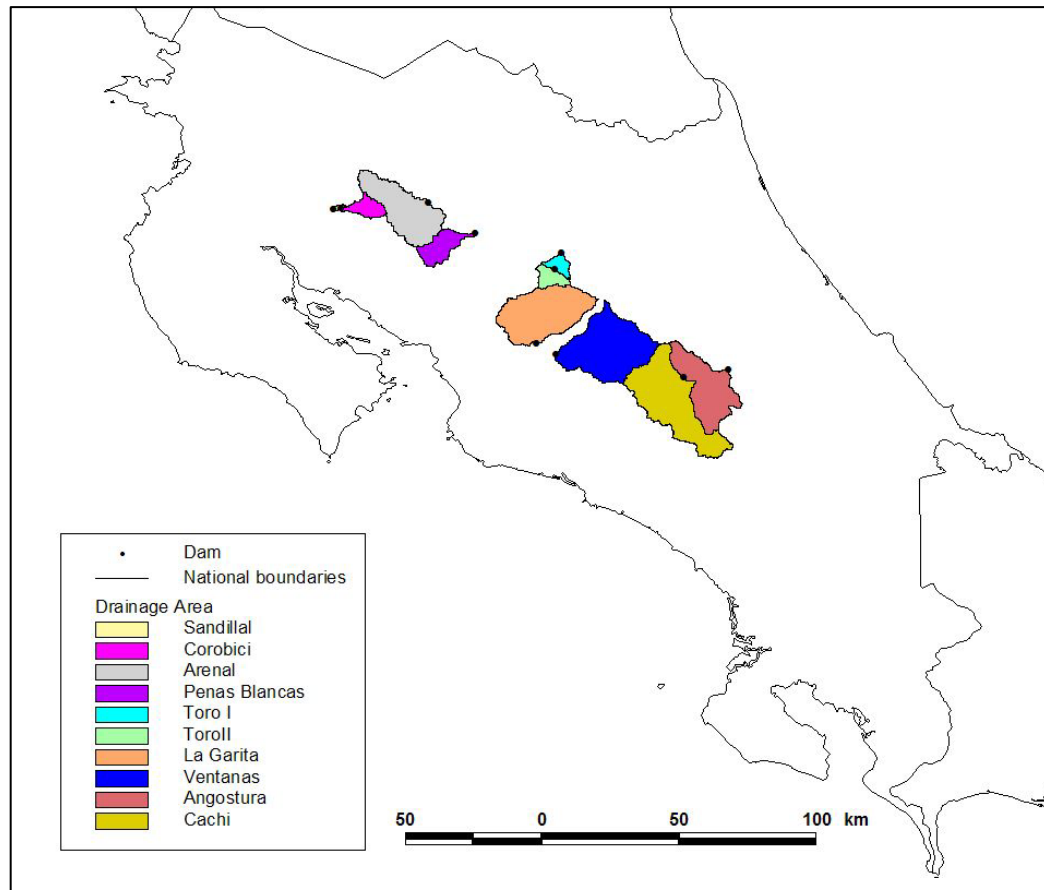 Dam
National boundaries
Drainage Area
Sandillal
Corobici
Arenal
Penas Blancas
Toro I
ToroII
La Garita
Ventanas
Angostura
Cachi
50 0 50 100 km